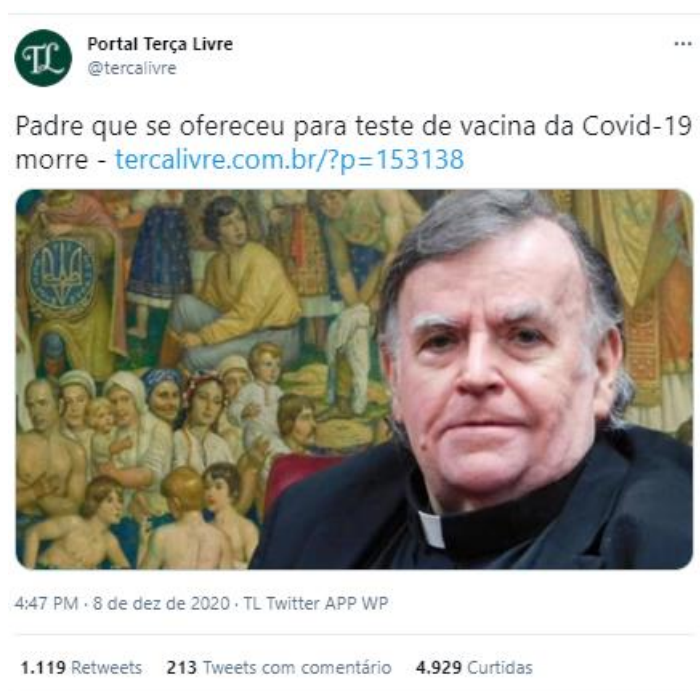 TL
Portal Terça Livre
@tercalivre
Padre que se ofereceu para teste de vacina da Covid-19
morre - tercalivre.com.br/?p=153138
4:47 PM · 8 de dez de 2020 · TL Twitter APP WP
1.119 Retweets 213 Tweets com comentário 4.929 Curtidas